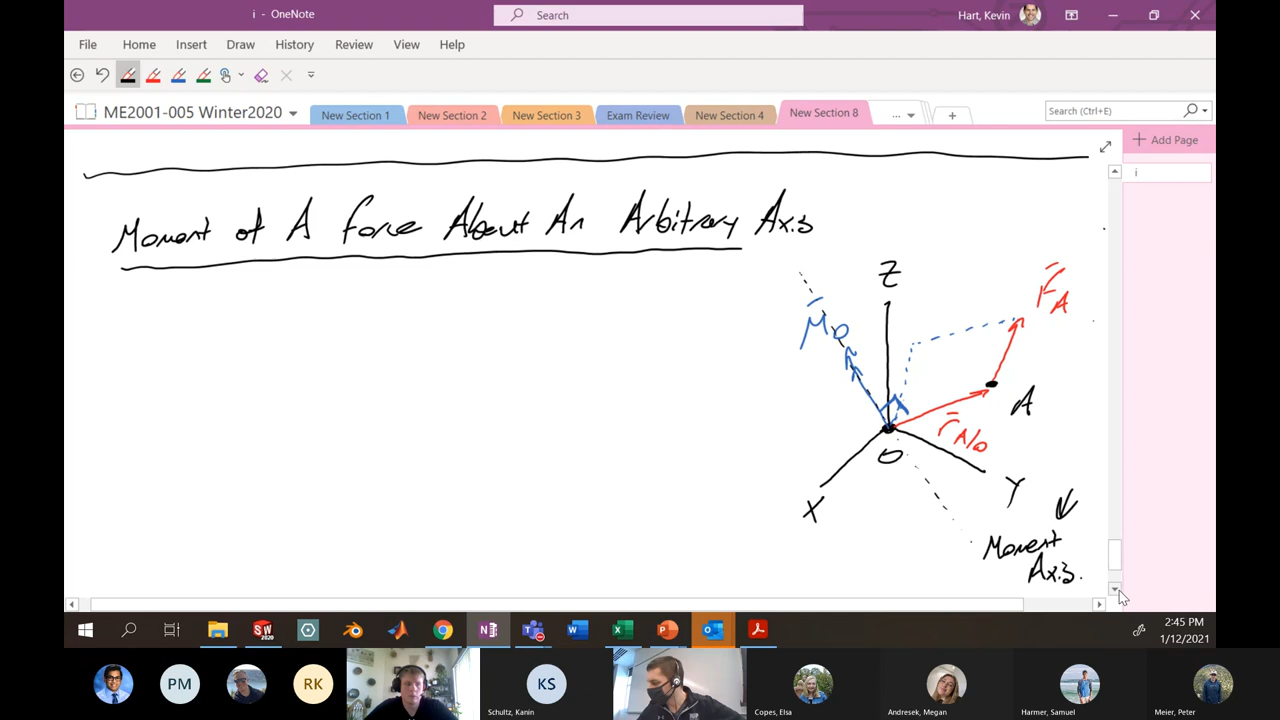 i - OneNote
Search
Hart, Kevin
File Home Insert Draw History Review View Help
ME2001-005 Winter2020
New Section 1
New Section 2
New Section 3
Exam Review
New Section 4
New Section 8
...
Search (Ctrl+E)
Add Page
i
Moment of A Force About An Arbitrary Axis
Z
F̄A
M̄O
A
r̄A/O
O
X
Y
Moment
Axis
2:45 PM
1/12/2021
PM
RK
KS
Schultz, Kanin
Copes, Elsa
Andresek, Megan
Harmer, Samuel
Meier, Peter